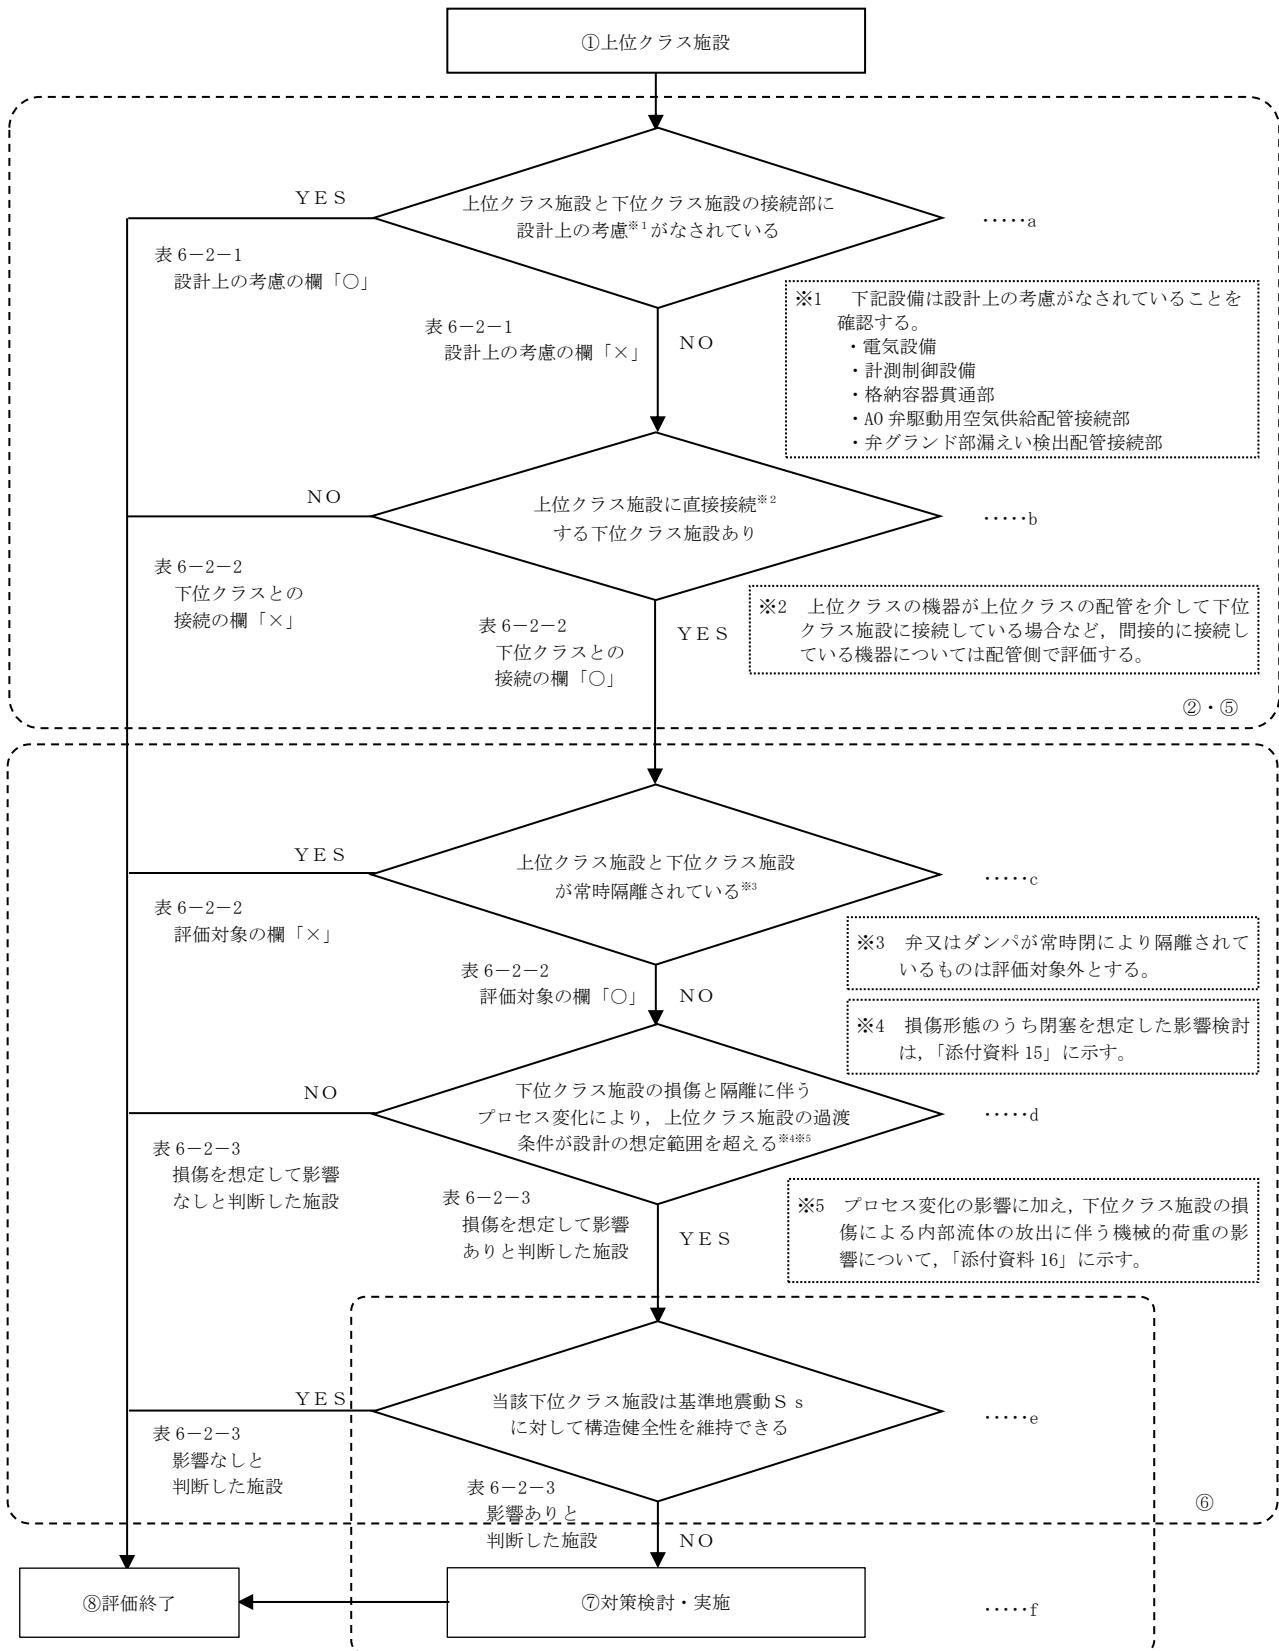 ①上位クラス施設
YES
上位クラス施設と下位クラス施設の接続部に
設計上の考慮※1がなされている
‥‥‥a
表 6－2－1
設計上の考慮の欄「○」
※1 下記設備は設計上の考慮がなされていることを
確認する。
・電気設備
・計測制御設備
・格納容器貫通部
・AO 弁駆動用空気供給配管接続部
・弁グランド部漏えい検出配管接続部
表 6－2－1
設計上の考慮の欄「×」
NO
NO
上位クラス施設に直接接続※2
する下位クラス施設あり
‥‥‥b
表 6－2－2
下位クラスとの
接続の欄「×」
表 6－2－2
下位クラスとの
接続の欄「○」
YES
※2 上位クラスの機器が上位クラスの配管を介して下位
クラス施設に接続している場合など，間接的に接続し
ている機器については配管側で評価する。
②・⑤
YES
上位クラス施設と下位クラス施設
が常時隔離されている※3
‥‥‥c
表 6－2－2
評価対象の欄「×」
※3 弁又はダンパが常時閉により隔離されて
いるものは評価対象外とする。
表 6－2－2
評価対象の欄「○」
NO
※4 損傷形態のうち閉塞を想定した影響検討
は，「添付資料 15」に示す。
NO
下位クラス施設の損傷と隔離に伴う
プロセス変化により，上位クラス施設の過渡
条件が設計の想定範囲を超える※4※5
‥‥‥d
表 6－2－3
損傷を想定して影響
なしと判断した施設
表 6－2－3
損傷を想定して影響
ありと判断した施設
YES
※5 プロセス変化の影響に加え，下位クラス施設の損
傷による内部流体の放出に伴う機械的荷重の影
響について，「添付資料 16」に示す。
YES
当該下位クラス施設は基準地震動Ｓｓ
に対して構造健全性を維持できる
‥‥‥e
表 6－2－3
影響なしと
判断した施設
表 6－2－3
影響ありと
判断した施設
NO
⑥
⑧評価終了
⑦対策検討・実施
‥‥‥f